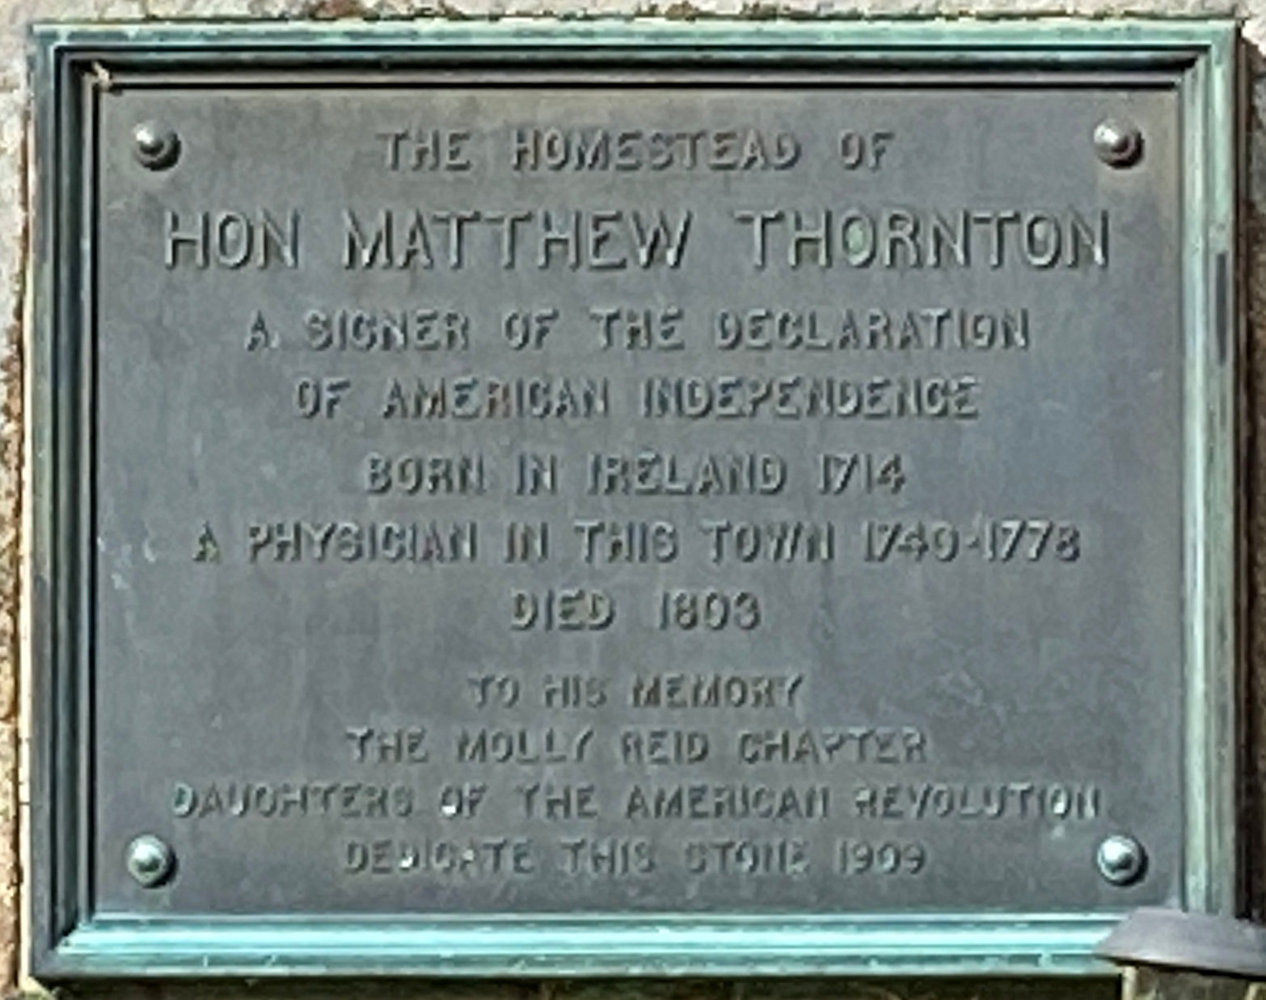 THE HOMESTEAD OF
HON MATTHEW THORNTON
A SIGNER OF THE DECLARATION
OF AMERICAN INDEPENDENCE
BORN IN IRELAND 1714
A PHYSICIAN IN THIS TOWN 1740-1778
DIED 1803
TO HIS MEMORY
THE MOLLY REID CHAPTER
DAUGHTERS OF THE AMERICAN REVOLUTION
DEDICATE THIS STONE 1909